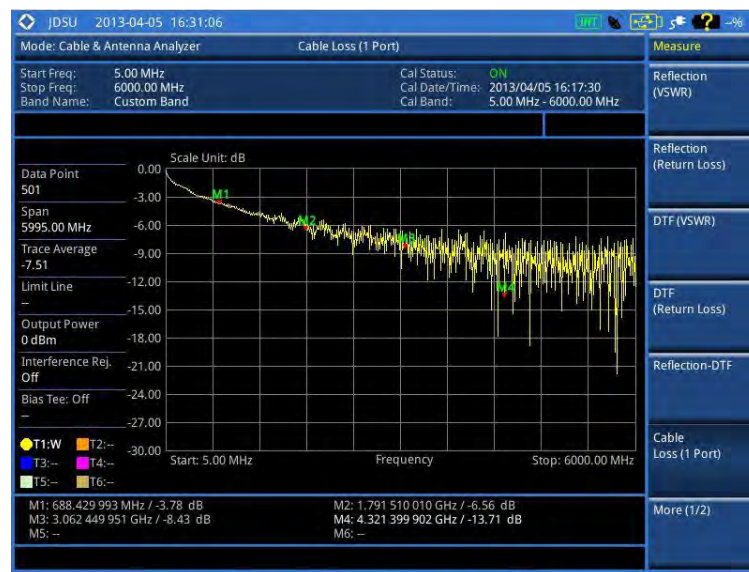 JDSU 2013-04-05 16:31:06 INT ? --%
Mode: Cable & Antenna Analyzer Cable Loss (1 Port) Measure
Start Freq: 5.00 MHz Cal Status: ON
Stop Freq: 6000.00 MHz Cal Date/Time: 2013/04/05 16:17:30
Band Name: Custom Band Cal Band: 5.00 MHz - 6000.00 MHz
Reflection
(VSWR)
Reflection
(Return Loss)
DTF (VSWR)
DTF
(Return Loss)
Reflection-DTF
Cable
Loss (1 Port)
More (1/2)
Data Point
501
Span
5995.00 MHz
Trace Average
-7.51
Limit Line
--
Output Power
0 dBm
Interference Rej.
Off
Bias Tee: Off
--
T1:W T2:--
T3:-- T4:--
T5:-- T6:--
Scale Unit: dB
0.00
-3.00
-6.00
-9.00
-12.00
-15.00
-18.00
-21.00
-24.00
-27.00
-30.00
M1
M2
M3
M4
Start: 5.00 MHz Frequency Stop: 6000.00 MHz
M1: 688.429 993 MHz / -3.78 dB M2: 1.791 510 010 GHz / -6.56 dB
M3: 3.062 449 951 GHz / -8.43 dB M4: 4.321 399 902 GHz / -13.71 dB
M5: -- M6: --